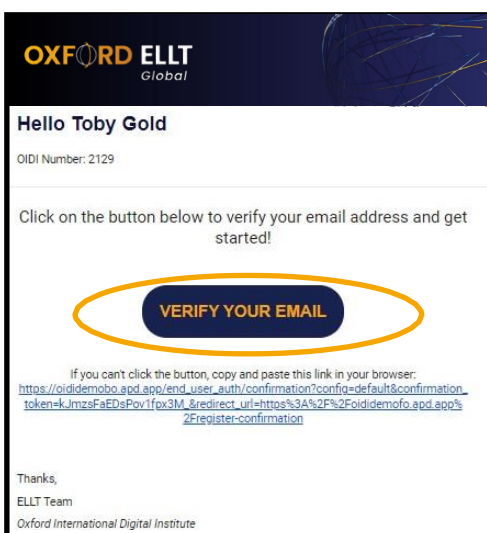 OXFORD ELLT
Global
Hello Toby Gold
OIDI Number: 2129
Click on the button below to verify your email address and get
started!
VERIFY YOUR EMAIL
If you can't click the button, copy and paste this link in your browser:
https://oididemobo.apd.app/end_user_auth/confirmation?config=default&confirmation_
token=kJmzsFaEDsPov1fpx3M_&redirect_url=https%3A%2F%2Foididemofo.apd.app%
2Fregister-confirmation
Thanks,
ELLT Team
Oxford International Digital Institute